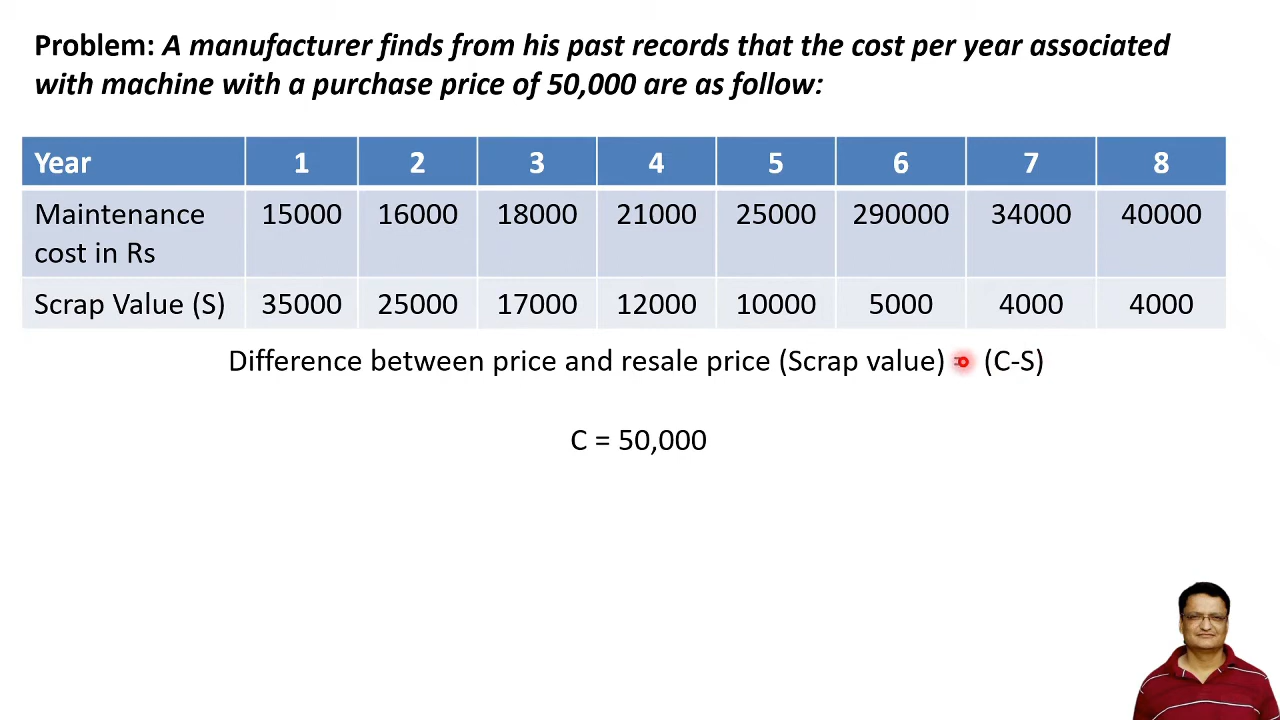 Problem: A manufacturer finds from his past records that the cost per year associated
with machine with a purchase price of 50,000 are as follow:
Year 1 2 3 4 5 6 7 8
Maintenance cost in Rs 15000 16000 18000 21000 25000 290000 34000 40000
Scrap Value (S) 35000 25000 17000 12000 10000 5000 4000 4000
Difference between price and resale price (Scrap value) = (C-S)
C = 50,000